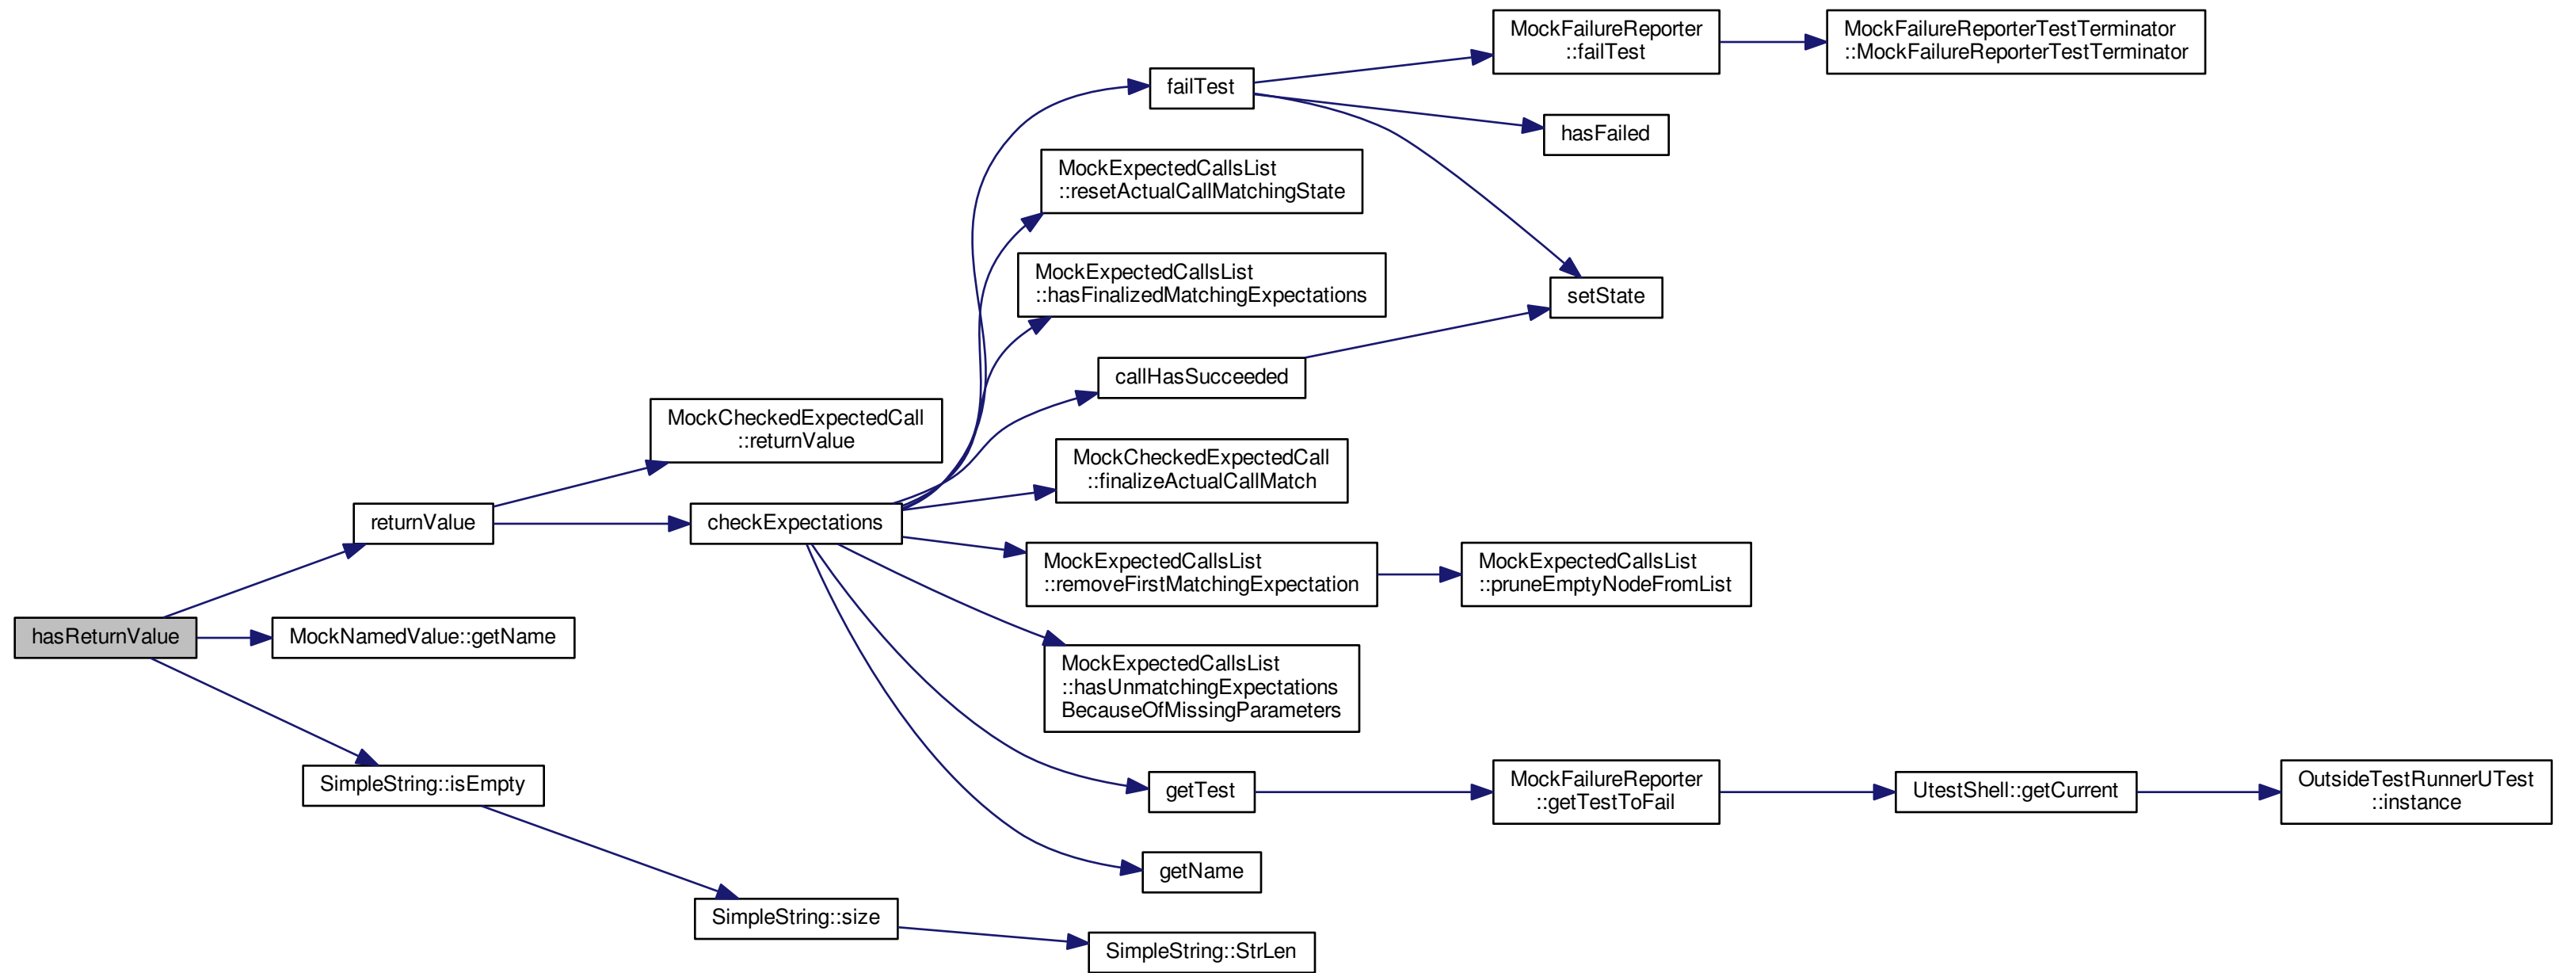 MockFailureReporter
::failTest
MockFailureReporterTestTerminator
::MockFailureReporterTestTerminator
failTest
hasFailed
MockExpectedCallsList
::resetActualCallMatchingState
MockExpectedCallsList
::hasFinalizedMatchingExpectations
setState
callHasSucceeded
MockCheckedExpectedCall
::returnValue
MockCheckedExpectedCall
::finalizeActualCallMatch
returnValue
checkExpectations
MockExpectedCallsList
::removeFirstMatchingExpectation
MockExpectedCallsList
::pruneEmptyNodeFromList
hasReturnValue
MockNamedValue::getName
MockExpectedCallsList
::hasUnmatchingExpectations
BecauseOfMissingParameters
SimpleString::isEmpty
getTest
MockFailureReporter
::getTestToFail
UtestShell::getCurrent
OutsideTestRunnerUTest
::instance
getName
SimpleString::size
SimpleString::StrLen